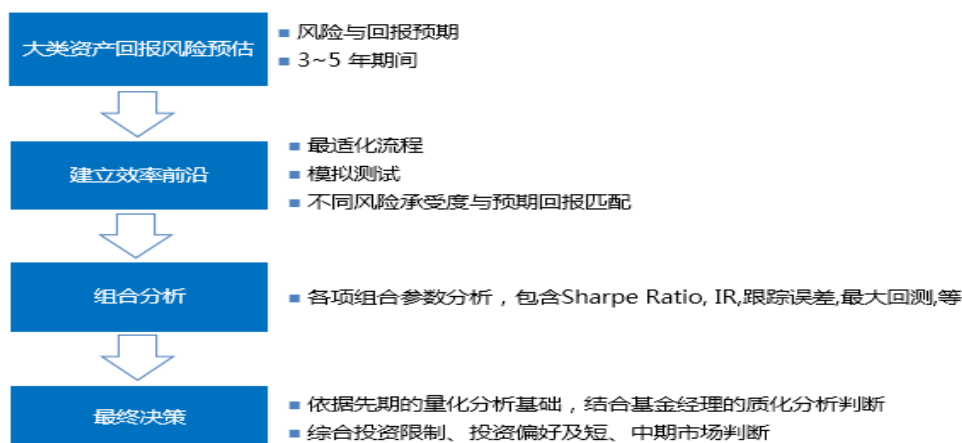 大类资产回报风险预估
■ 风险与回报预期
■ 3~5 年期间
建立效率前沿
■ 最适化流程
■ 模拟测试
■ 不同风险承受度与预期回报匹配
组合分析
■ 各项组合参数分析，包含Sharpe Ratio, IR,跟踪误差,最大回测,等
最终决策
■ 依据先期的量化分析基础，结合基金经理的质化分析判断
■ 综合投资限制、投资偏好及短、中期市场判断